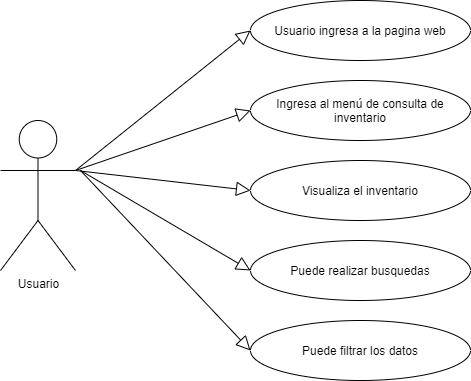 Usuario ingresa a la pagina web
Ingresa al menú de consulta de
inventario
Visualiza el inventario
Puede realizar busquedas
Usuario
Puede filtrar los datos